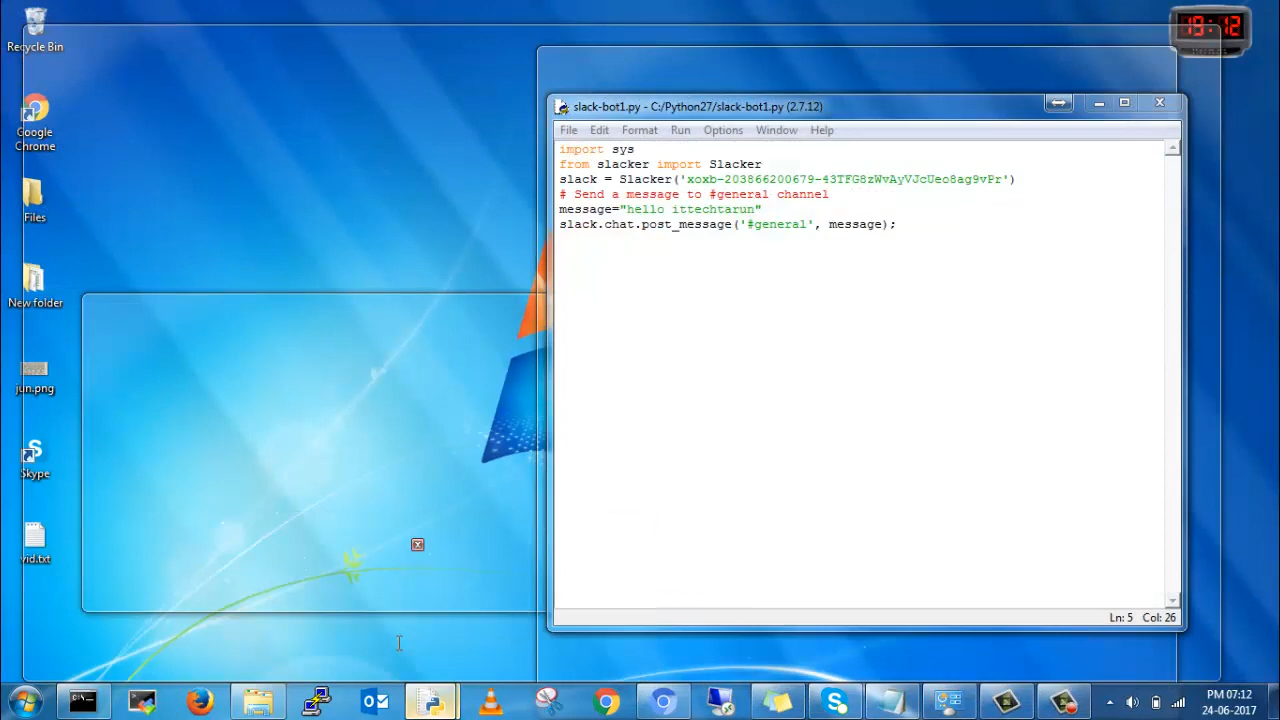 Recycle Bin
19:12
Google
Chrome
Files
New folder
jun.png
Skype
vid.txt
slack-bot1.py - C:/Python27/slack-bot1.py (2.7.12)
File Edit Format Run Options Window Help
import sys
from slacker import Slacker
slack = Slacker('xoxb-203866200679-43TFG8zWvAyVJcUeo8ag9vPr')
# Send a message to #general channel
message="hello ittechtarun"
slack.chat.post_message('#general', message);
Ln: 5 Col: 26
PM 07:12
24-06-2017